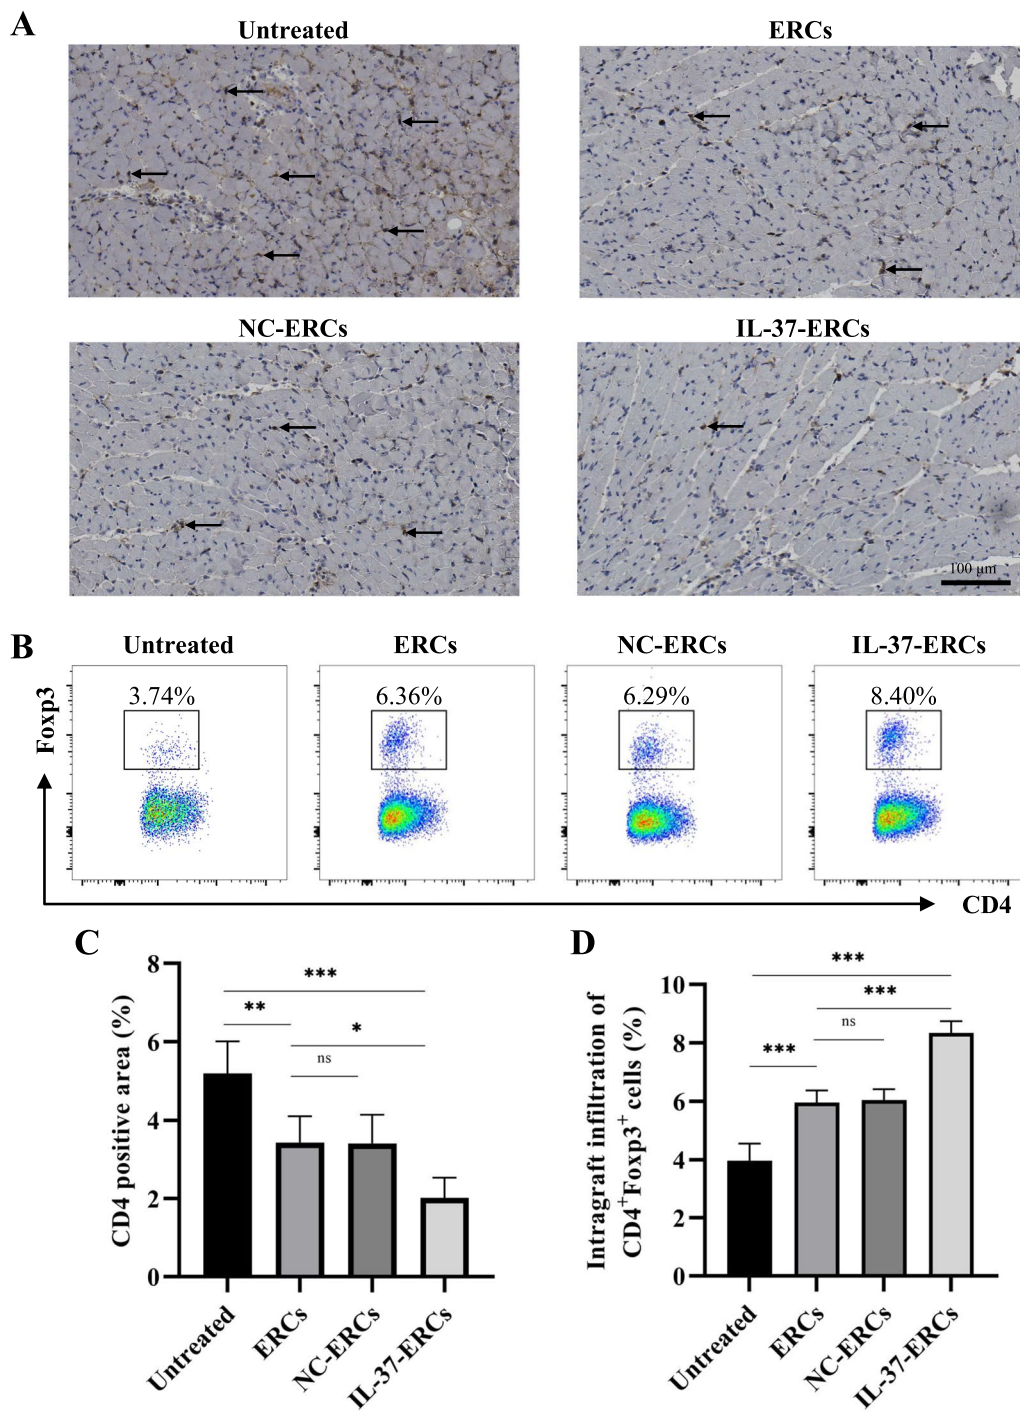 A
Untreated
ERCs
NC-ERCs
IL-37-ERCs
100 μm
B
Untreated
ERCs
NC-ERCs
IL-37-ERCs
Foxp3
3.74%
6.36%
6.29%
8.40%
CD4
C
CD4 positive area (%)
8
6
4
2
0
***
**
*
ns
Untreated
ERCs
NC-ERCs
IL-37-ERCs
D
Intragraft infiltration of
CD4⁺Foxp3⁺ cells (%)
10
8
6
4
2
0
***
***
ns
***
Untreated
ERCs
NC-ERCs
IL-37-ERCs